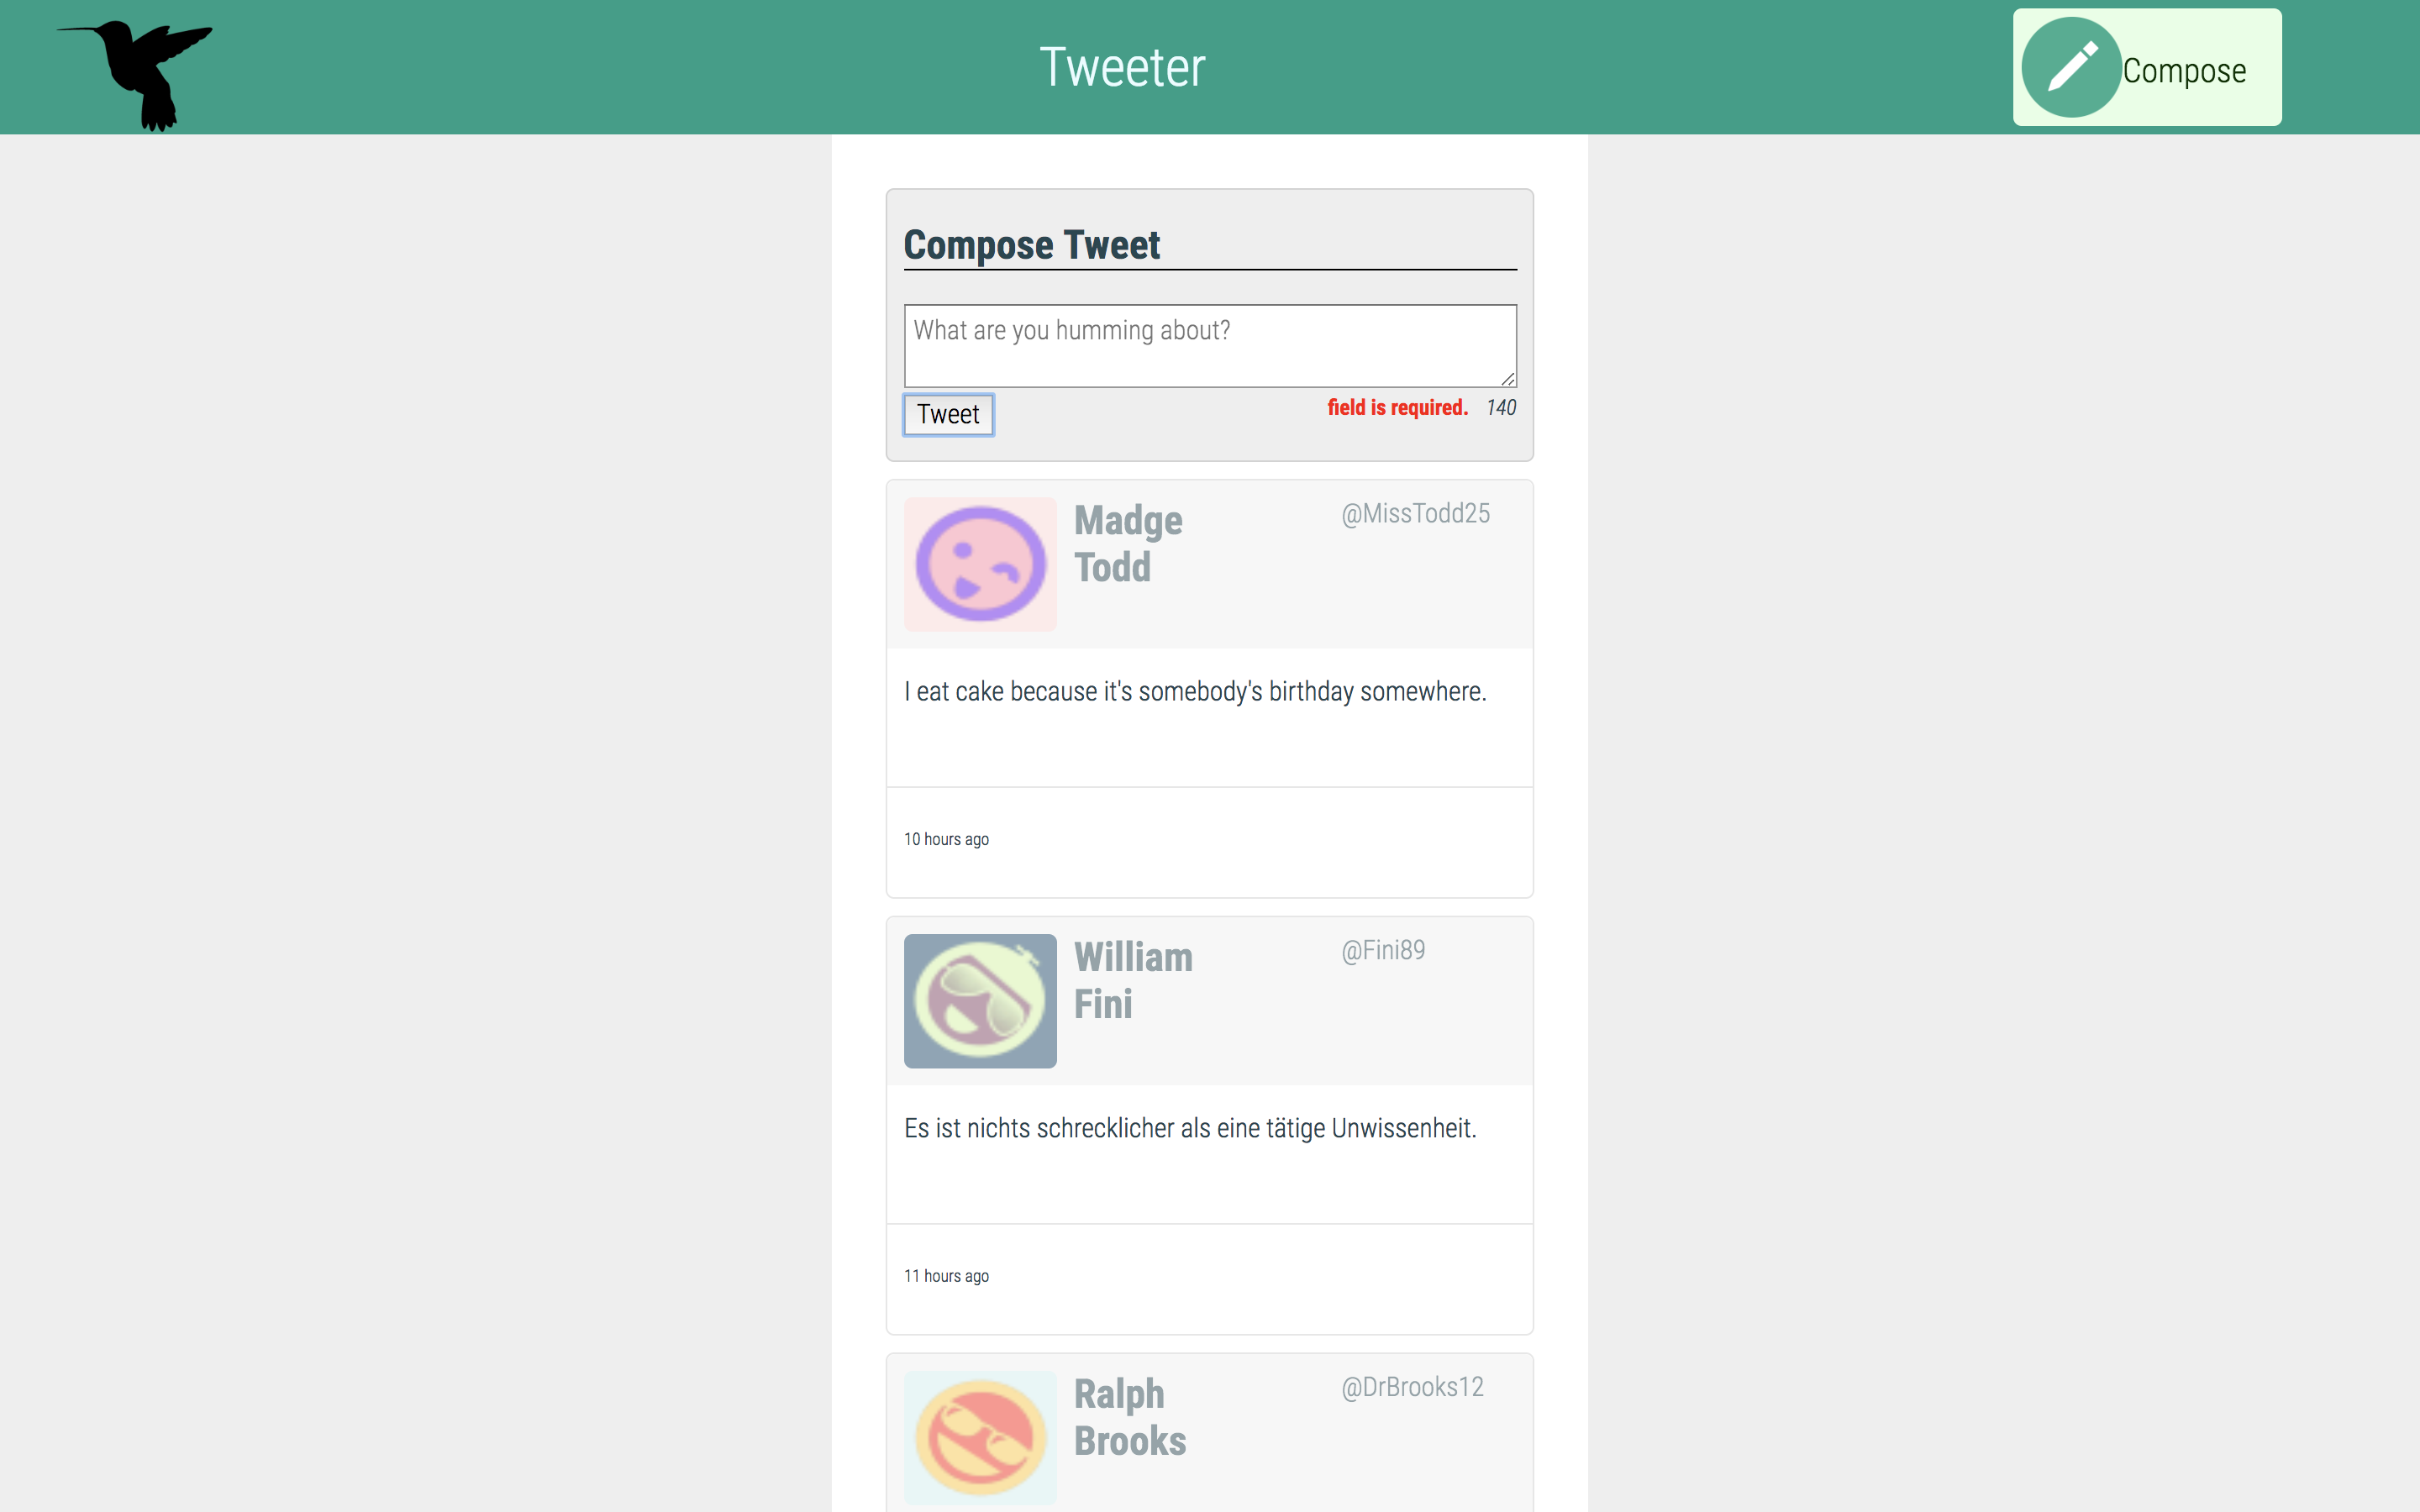 Tweeter
Compose
Compose Tweet
What are you humming about?
Tweet
field is required. 140
Madge
Todd
@MissTodd25
I eat cake because it's somebody's birthday somewhere.
10 hours ago
William
Fini
@Fini89
Es ist nichts schrecklicher als eine tätige Unwissenheit.
11 hours ago
Ralph
Brooks
@DrBrooks12